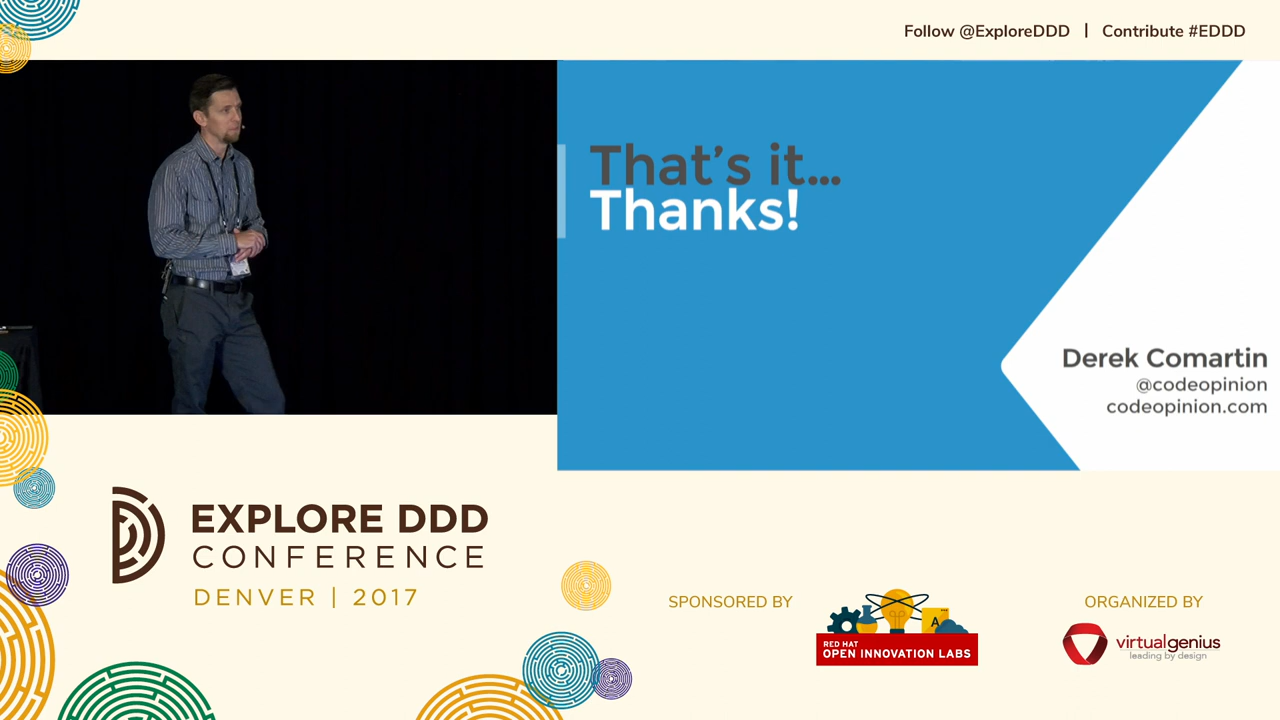 Follow @ExploreDDD | Contribute #EDDD
That's it...
Thanks!
Derek Comartin
@codeopinion
codeopinion.com
EXPLORE DDD
CONFERENCE
DENVER | 2017
SPONSORED BY
A
RED HAT
OPEN INNOVATION LABS
ORGANIZED BY
virtualgenius
leading by design